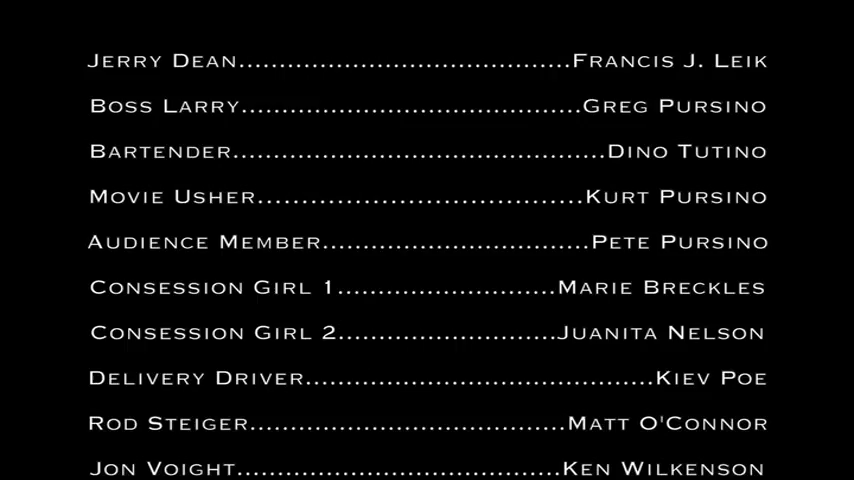 Jerry Dean........................................Francis J. Leik
Boss Larry.........................................Greg Pursino
Bartender.............................................Dino Tutino
Movie Usher.......................................Kurt Pursino
Audience Member................................Pete Pursino
Consession Girl 1..........................Marie Breckles
Consession Girl 2..........................Juanita Nelson
Delivery Driver..........................................Kiev Poe
Rod Steiger......................................Matt O'Connor
Jon Voight.......................................Ken Wilkenson